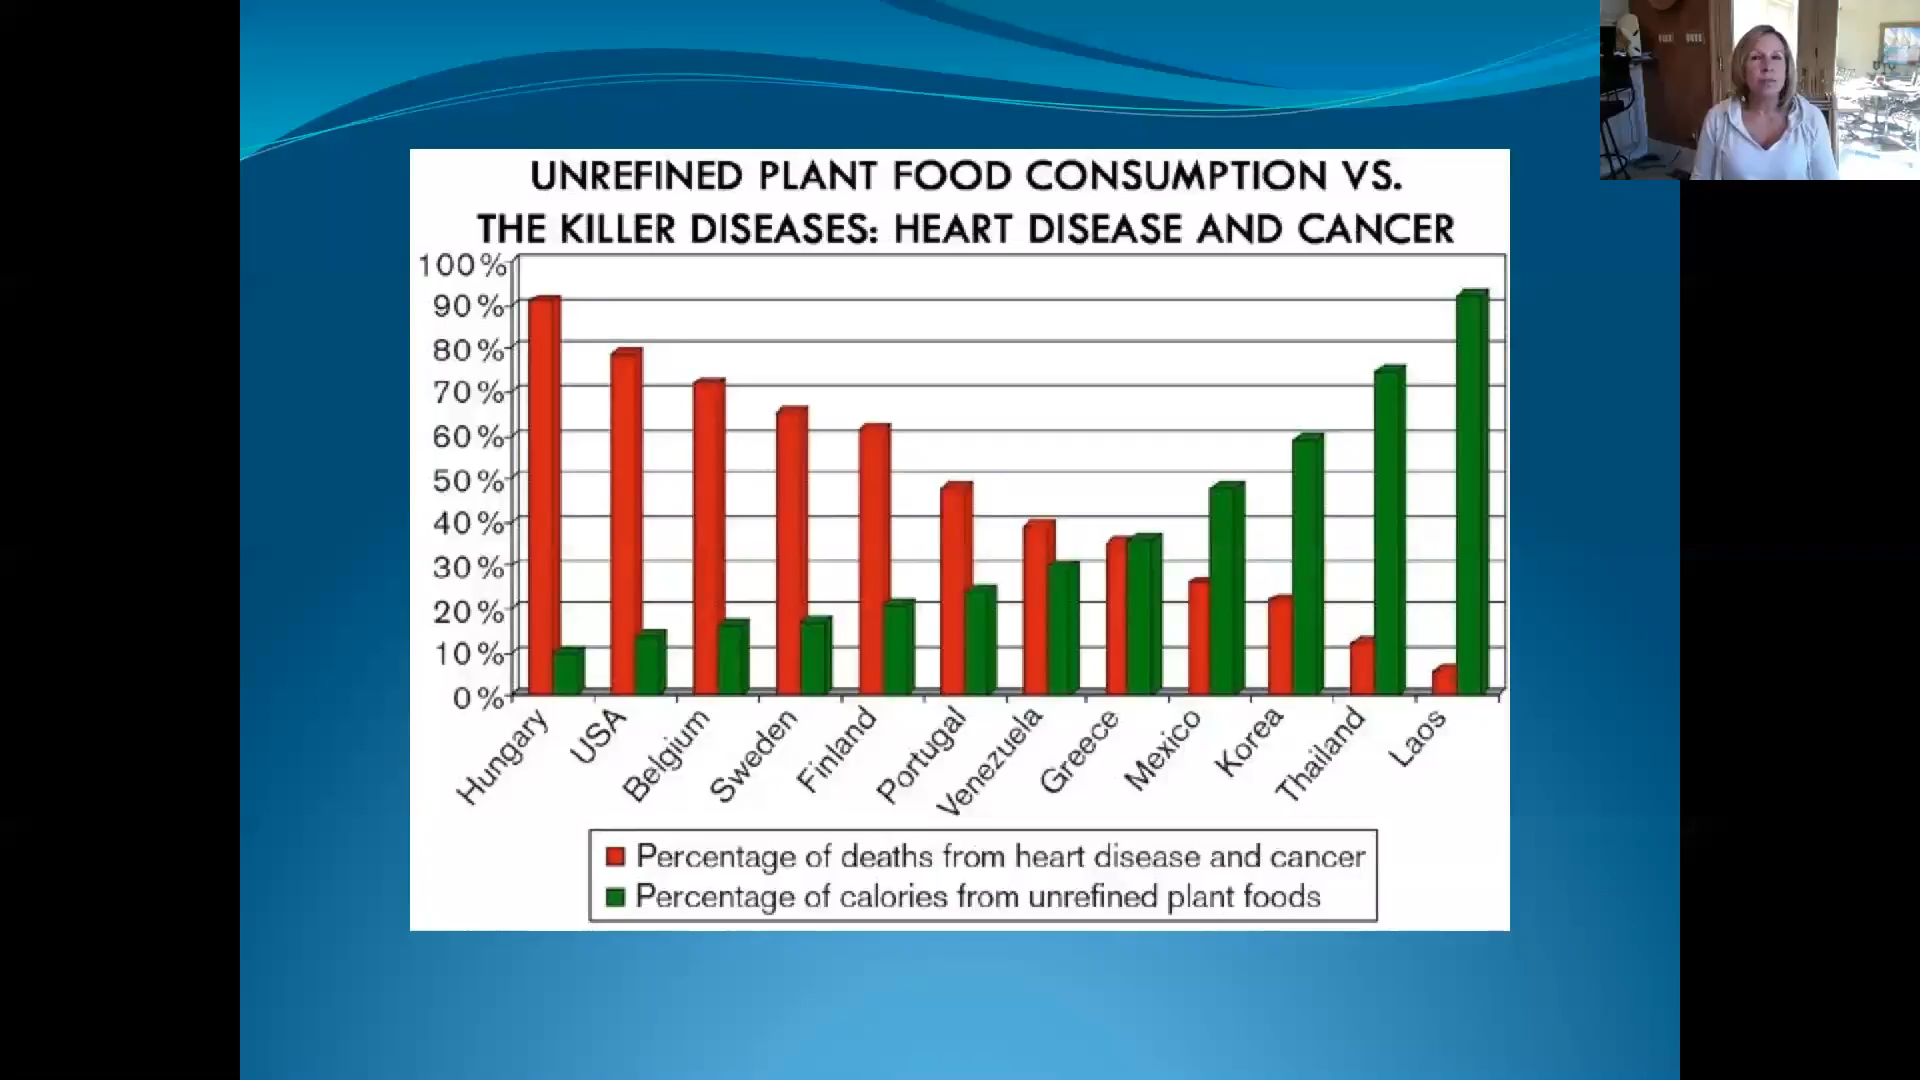 UNREFINED PLANT FOOD CONSUMPTION VS.
THE KILLER DISEASES: HEART DISEASE AND CANCER
100%
90%
80%
70%
60%
50%
40%
30%
20%
10%
0%
Hungary
USA
Belgium
Sweden
Finland
Portugal
Venezuela
Greece
Mexico
Korea
Thailand
Laos
Percentage of deaths from heart disease and cancer
Percentage of calories from unrefined plant foods